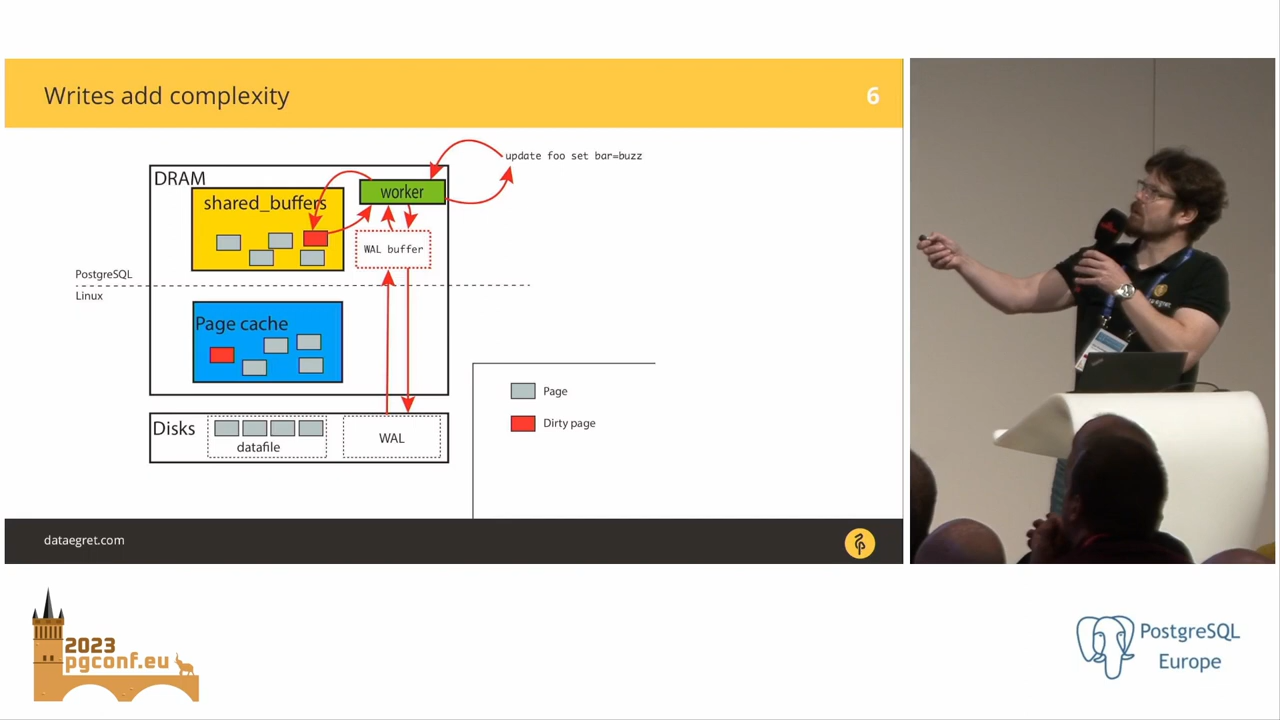 Writes add complexity
6
update foo set bar=buzz
DRAM
worker
shared_buffers
WAL buffer
PostgreSQL
Linux
Page cache
Page
Disks
Dirty page
WAL
datafile
dataegret.com
2023
pgconf.eu
PostgreSQL
Europe